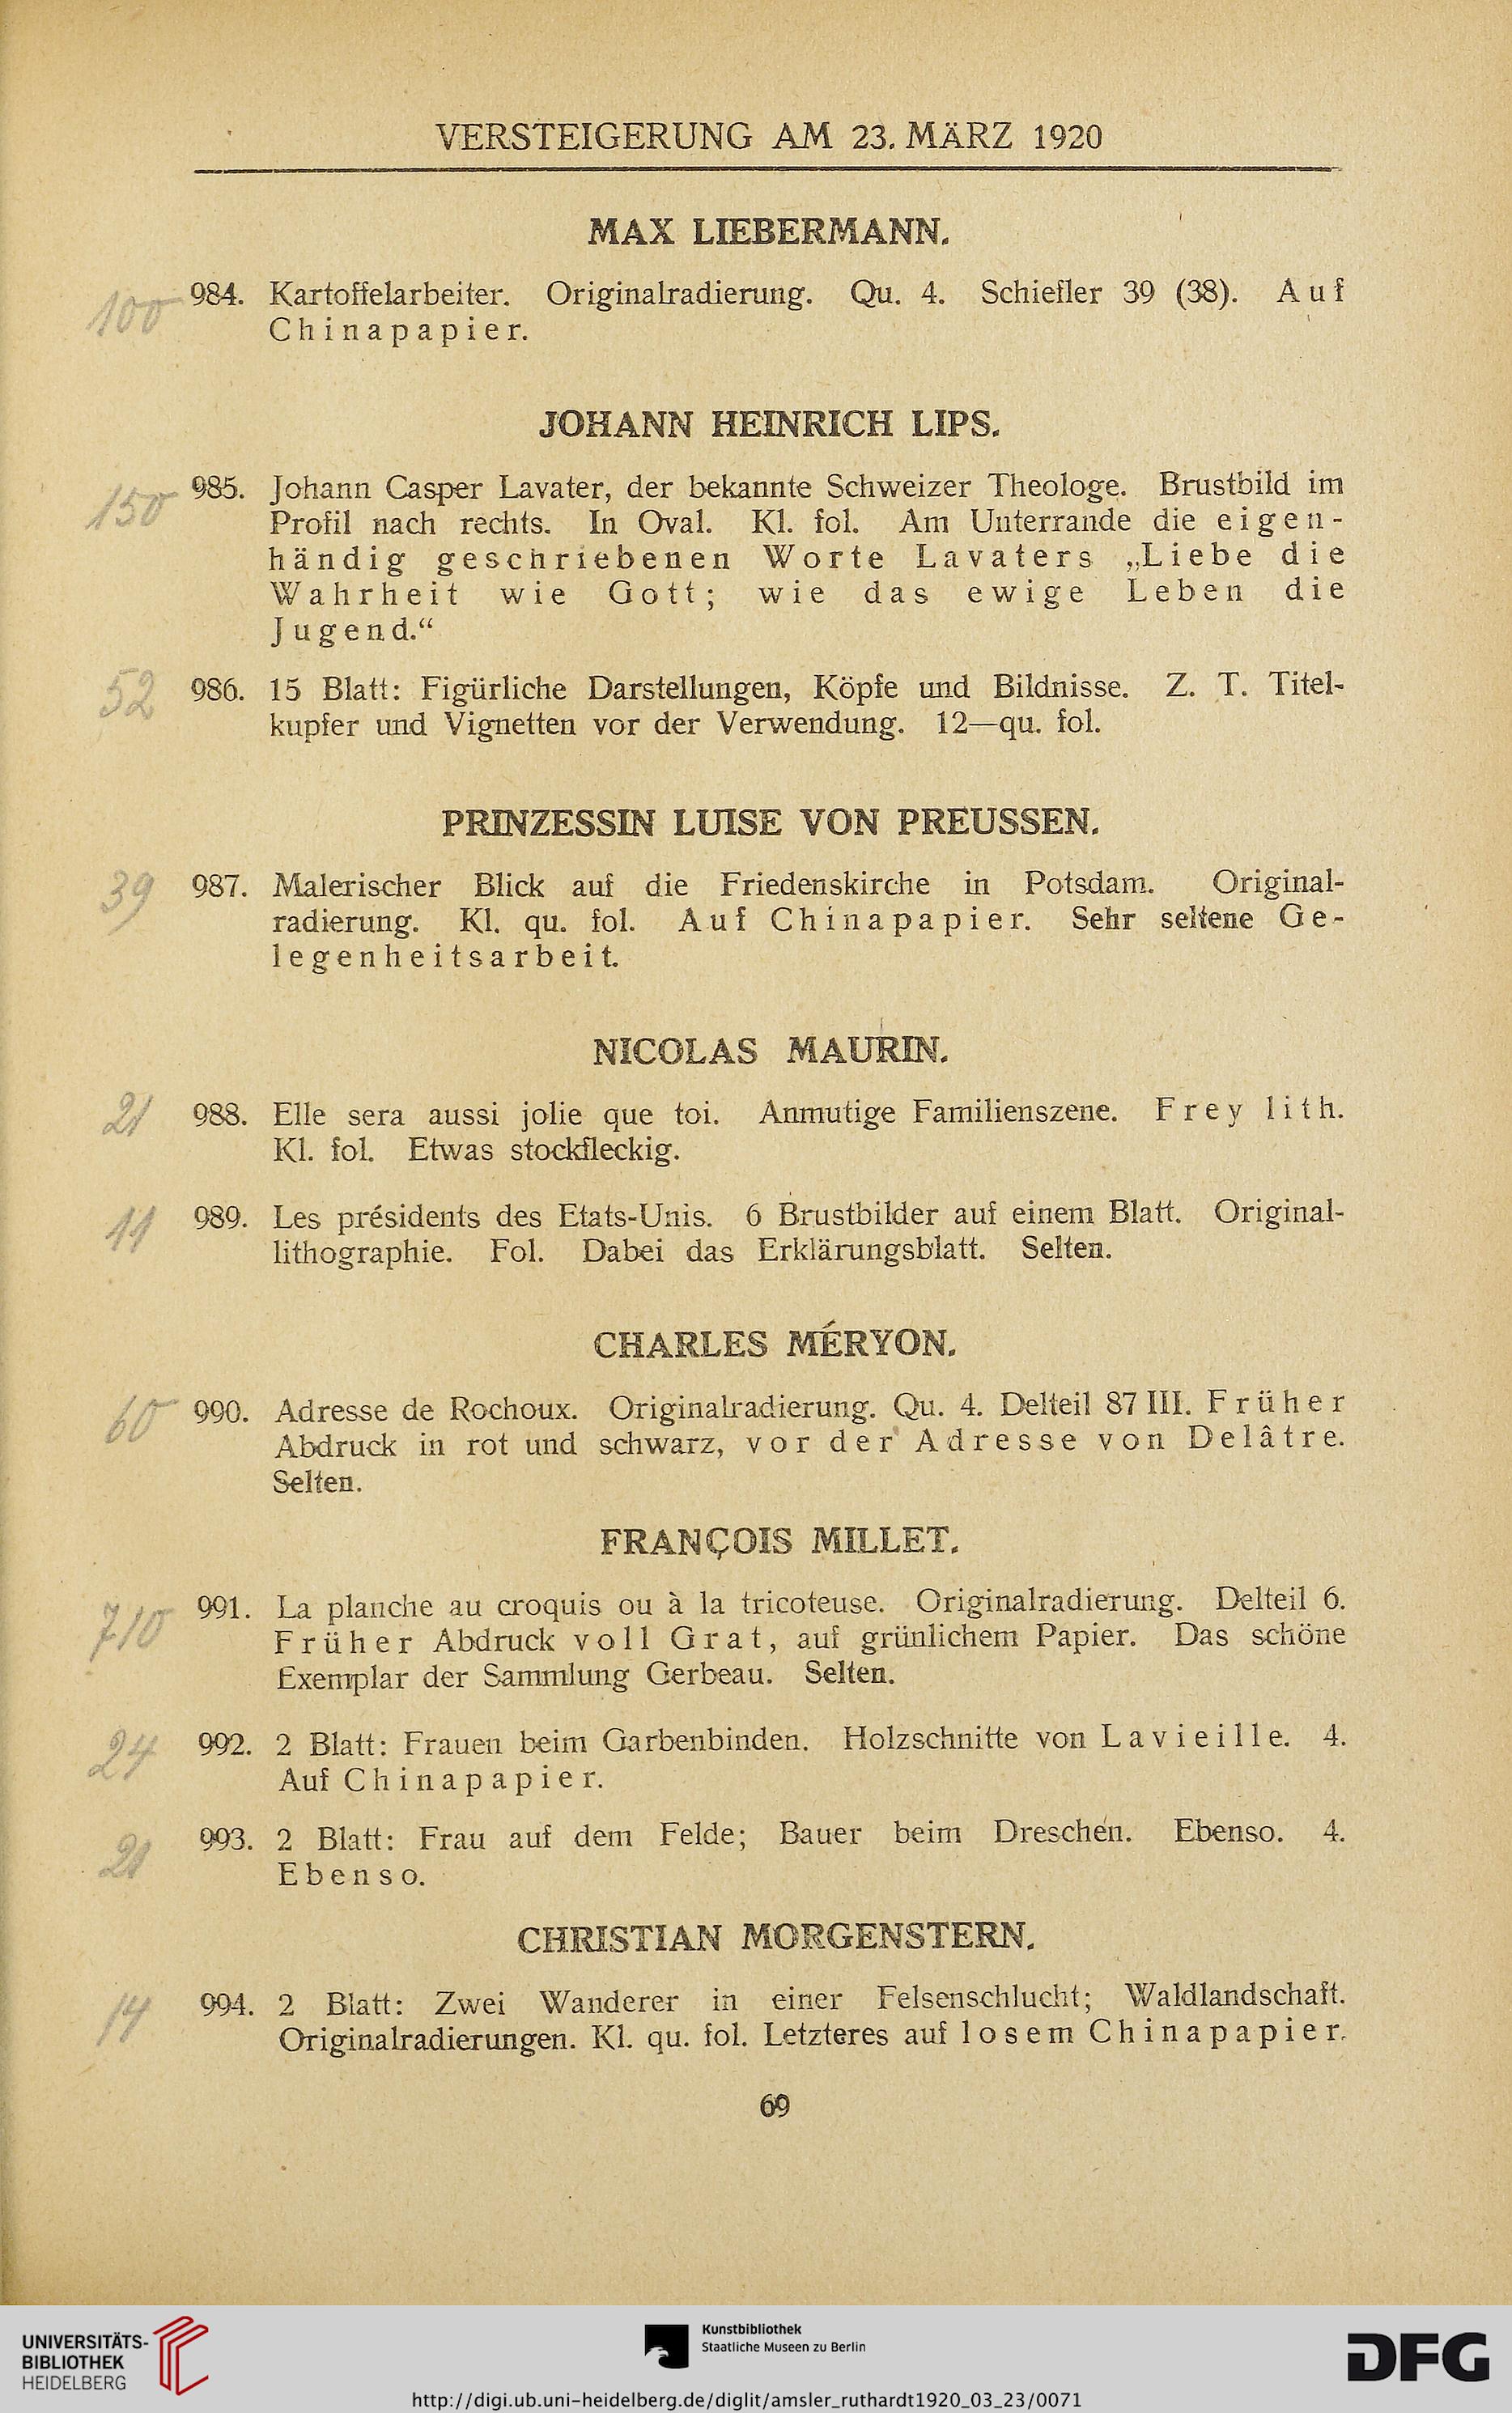 VERSTEIGERUNG AM 23. MÄRZ 1920
MAX LIEBERMANN.
100 984. Kartoffelarbeiter. Originalradierung. Qu. 4. Schiefler 39 (38). Auf
Chinapapier.
JOHANN HEINRICH LIPS.
150 985. Johann Casper Lavater, der bekannte Schweizer Theologe. Brustbild im
Profil nach rechts. In Oval. Kl. fol. Am Unterrande die eigen-
händig geschriebenen Worte Lavaters „Liebe die
Wahrheit wie Gott; wie das ewige Leben die
Jugend.“
52 986. 15 Blatt: Figürliche Darstellungen, Köpfe und Bildnisse. Z. T. Titel-
kupfer und Vignetten vor der Verwendung. 12—qu. fol.
PRINZESSIN LUISE VON PREUSSEN.
39 987. Malerischer Blick auf die Friedenskirche in Potsdam. Original-
radierung. Kl. qu. fol. Auf Chinapapier. Sehr seltene Ge-
legenheitsarbeit.
NICOLAS MAURIN.
21 988. Elle sera aussi jolie que toi. Anmutige Familienszene. Frey lith.
Kl. fol. Etwas stockfleckig.
11 989. Les présidents des Etats-Unis. 6 Brustbilder auf einem Blatt. Original-
lithographie. Fol. Dabei das Erklärungsblatt. Selten.
CHARLES MÉRYON.
60 990. Adresse de Rochoux. Originalradierung. Qu. 4. Delteil 87 III. Früher
Abdruck in rot und schwarz, vor der Adresse von Delâtre.
Selten.
FRANÇOIS MILLET.
710 991. La planche au croquis ou à la tricoteuse. Originalradierung. Delteil 6.
Früher Abdruck voll Grat, auf grünlichem Papier. Das schöne
Exemplar der Sammlung Gerbeau. Selten.
24 992. 2 Blatt: Frauen beim Garbenbinden. Holzschnitte von Lavieille. 4.
Auf Chinapapier.
993. 2 Blatt: Frau auf dem Felde; Bauer beim Dreschen. Ebenso. 4.
Ebenso.
CHRISTIAN MORGENSTERN.
14 994. 2 Blatt: Zwei Wanderer in einer Felsenschlucht; Waldlandschaft.
Originalradierungen. Kl. qu. fol. Letzteres auf losem Chinapapier.
69
UNIVERSITÄTS-
BIBLIOTHEK
HEIDELBERG
Kunstbibliothek
Staatliche Museen zu Berlin
DFG
http://digi.ub.uni-heidelberg.de/diglit/amsler_ruthardt1920_03_23/0071